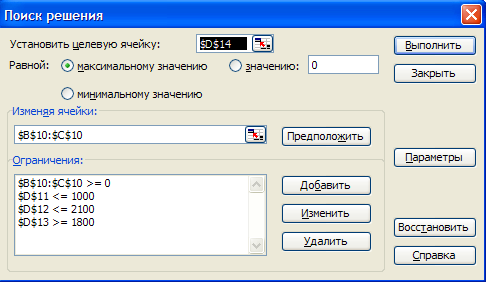 Поиск решения
Установить целевую ячейку:
$D$14
Выполнить
Равной:
максимальному значению
значению:
0
Закрыть
минимальному значению
Изменяя ячейки:
$B$10:$C$10
Предположить
Ограничения:
Параметры
$B$10:$C$10 >= 0
$D$11 <= 1000
$D$12 <= 2100
$D$13 >= 1800
Добавить
Изменить
Удалить
Восстановить
Справка